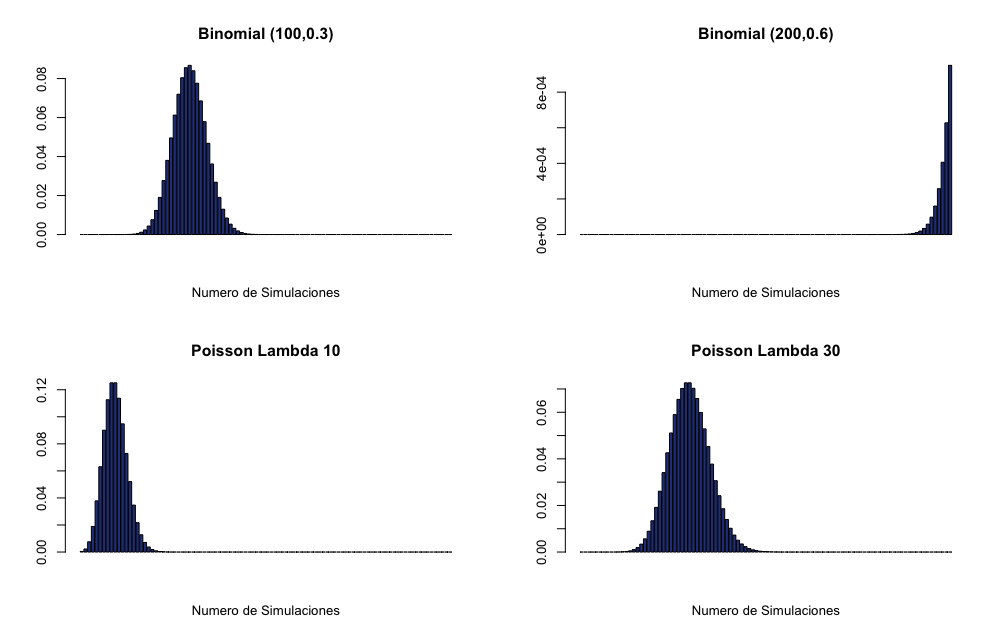 Binomial (100,0.3)
Binomial (200,0.6)
0.08
0.06
0.04
0.02
0.00
8e-04
4e-04
0e+00
Numero de Simulaciones
Numero de Simulaciones
Poisson Lambda 10
Poisson Lambda 30
0.12
0.08
0.04
0.00
0.06
0.04
0.02
0.00
Numero de Simulaciones
Numero de Simulaciones